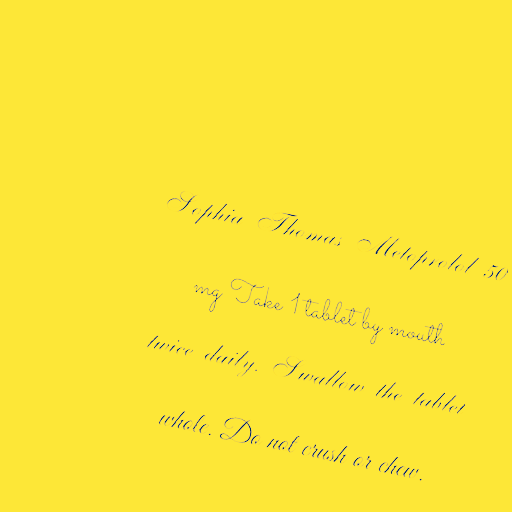 Sophia Thomas Metoprolol 50
mg Take 1 tablet by mouth
twice daily. Swallow the tablet
whole. Do not crush or chew.